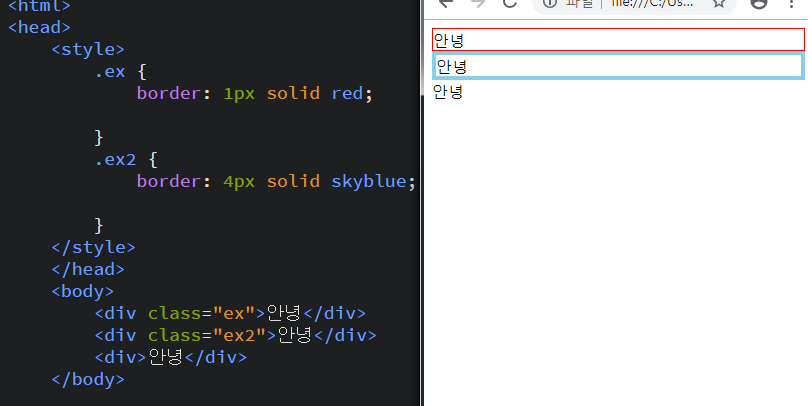 <html>
<head>
<style>
.ex {
border: 1px solid red;
}
.ex2 {
border: 4px solid skyblue;
}
</style>
</head>
<body>
<div class="ex">안녕</div>
<div class="ex2">안녕</div>
<div>안녕</div>
</body>
파일
file:///C:/Us...
안녕
안녕
안녕